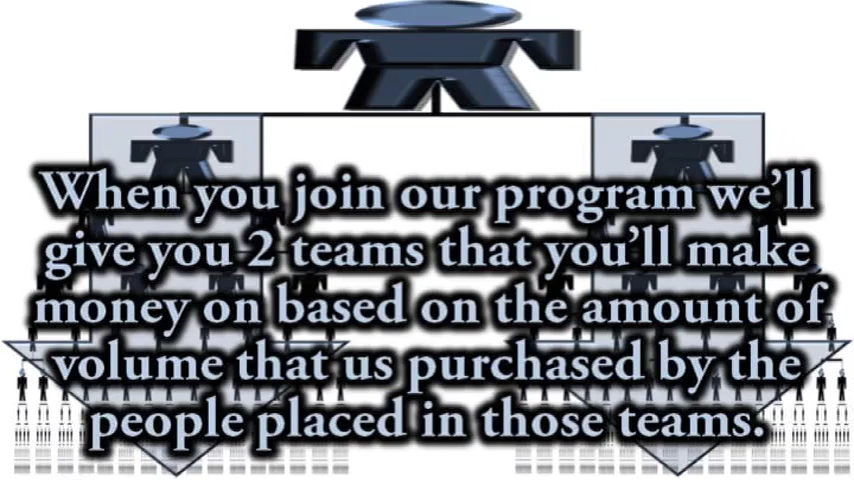 When you join our program we'll
give you 2 teams that you'll make
money on based on the amount of
volume that us purchased by the
people placed in those teams.